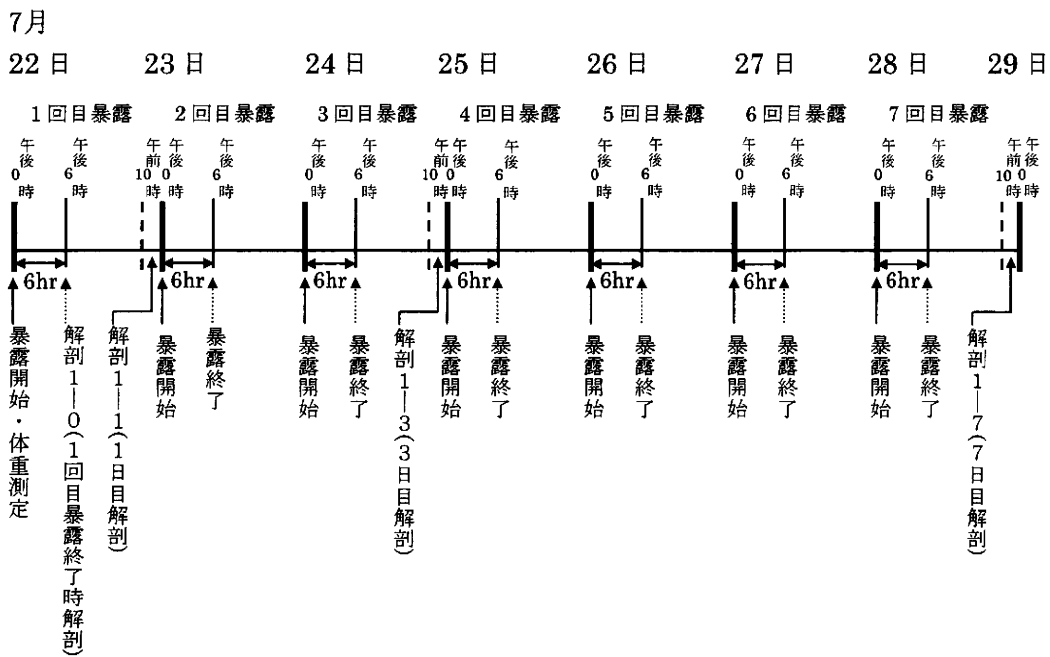 7月
22日 23日 24日 25日 26日 27日 28日 29日
1回目暴露 2回目暴露 3回目暴露 4回目暴露 5回目暴露 6回目暴露 7回目暴露
午後0時
午後6時
午前10時
午後0時
午後6時
0時
午後6時
午前10時
午後0時
午後6時
午後0時
午後6時
午後0時
午後6時
午後0時
午後6時
午前10時
午後0時
6hr 6hr 6hr 6hr 6hr 6hr 6hr
暴露開始・体重測定
解剖1—0(1回目暴露終了時解剖)
解剖1—1(1日目解剖)
暴露開始
暴露終了
暴露開始
暴露終了
解剖1—3(3日目解剖)
暴露開始
暴露終了
暴露開始
暴露終了
暴露開始
暴露終了
暴露開始
暴露終了
解剖1—7(7日目解剖)